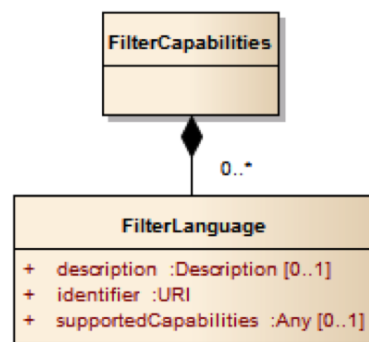 FilterCapabilities
0..*
FilterLanguage
+ description :Description [0..1]
+ identifier :URI
+ supportedCapabilities :Any [0..1]